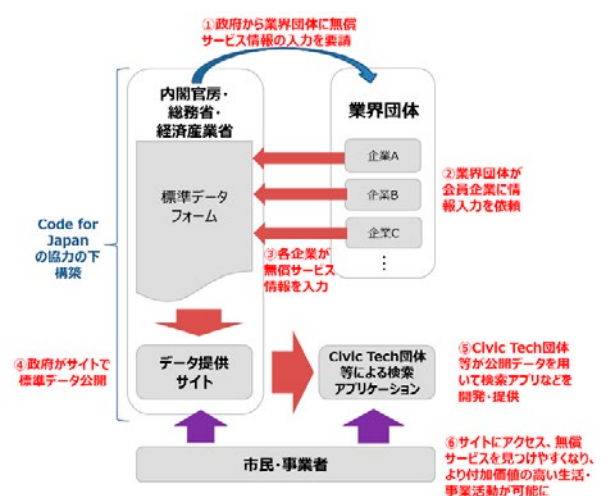 ①政府から業界団体に無償
サービス情報の入力を要請
内閣官房・
総務省・
経済産業省
業界団体
企業A
企業B
企業C
⋮
②業界団体が
会員企業に情
報入力を依頼
標準データ
フォーム
Code for
Japan
の協力の下
構築
③各企業が
無償サービス
情報を入力
④政府がサイトで
標準データ公開
データ提供
サイト
Civic Tech団体
等による検索
アプリケーション
⑤Civic Tech団体
等が公開データを用
いて検索アプリなどを
開発・提供
市民・事業者
⑥サイトにアクセス、無償
サービスを見つけやすくなり、
より付加価値の高い生活・
事業活動が可能に